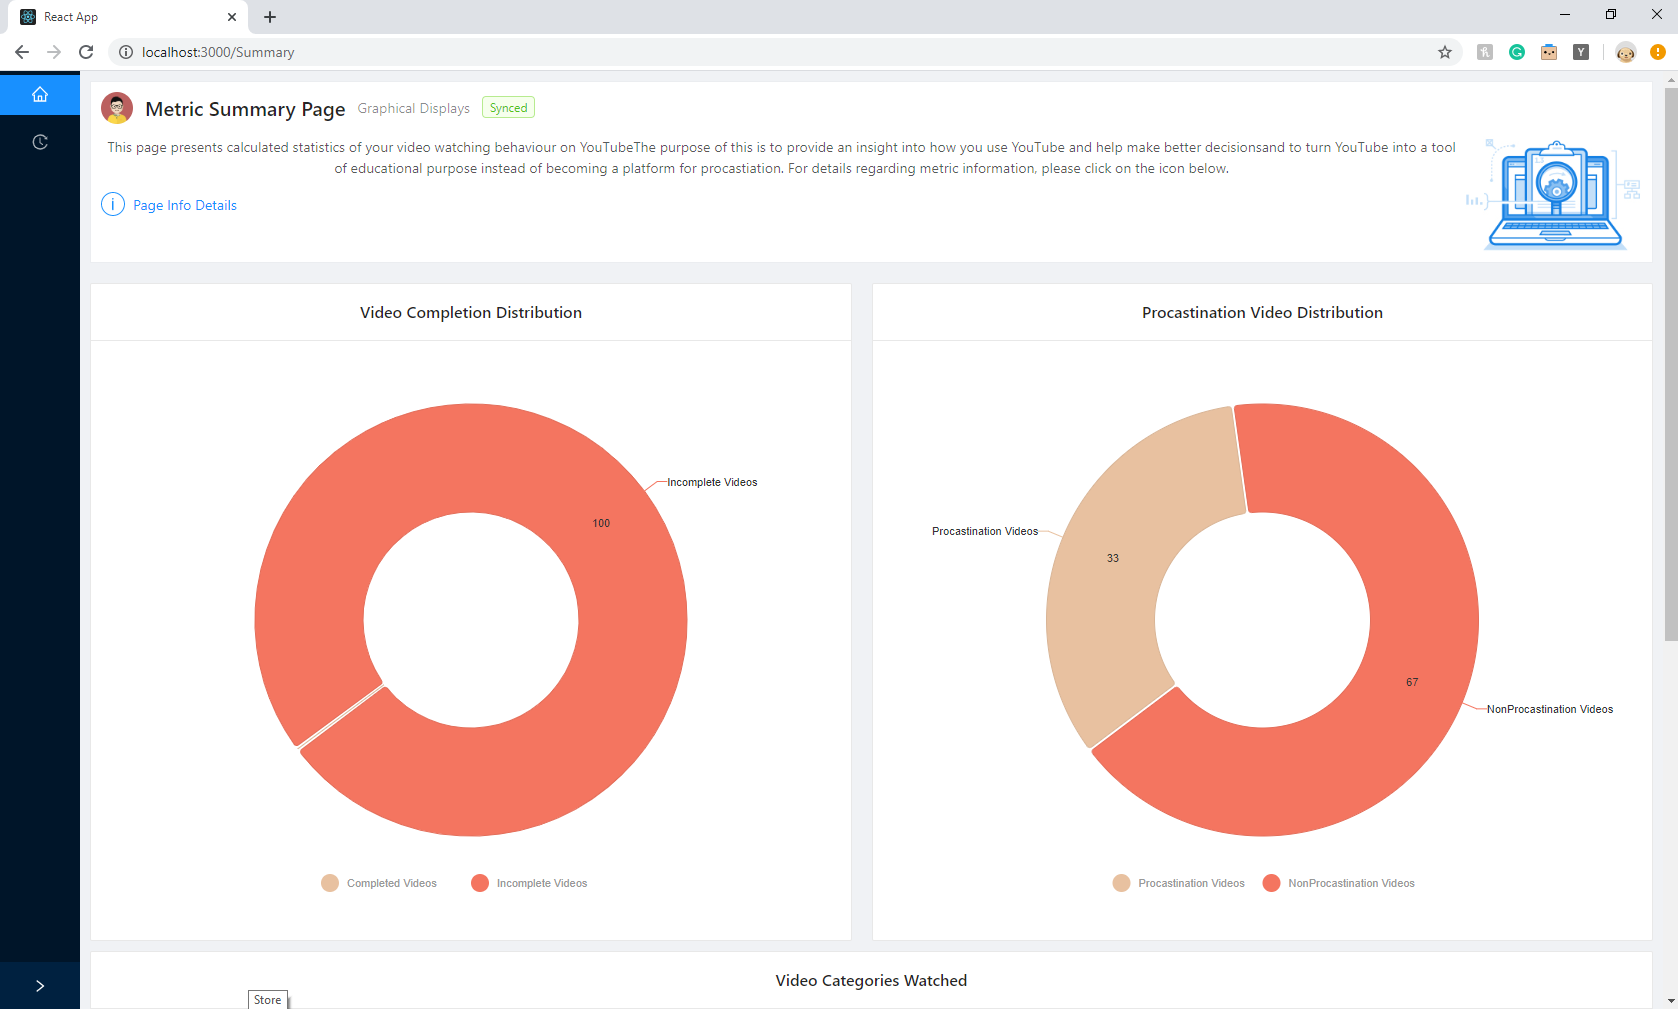 React App
localhost:3000/Summary
Y
Metric Summary Page Graphical Displays Synced
This page presents calculated statistics of your video watching behaviour on YouTubeThe purpose of this is to provide an insight into how you use YouTube and help make better decisionsand to turn YouTube into a tool
of educational purpose instead of becoming a platform for procastiation. For details regarding metric information, please click on the icon below.
Page Info Details
Video Completion Distribution
Incomplete Videos
100
Completed Videos
Incomplete Videos
Procastination Video Distribution
Procastination Videos
33
67
NonProcastination Videos
Procastination Videos
NonProcastination Videos
Video Categories Watched
Store